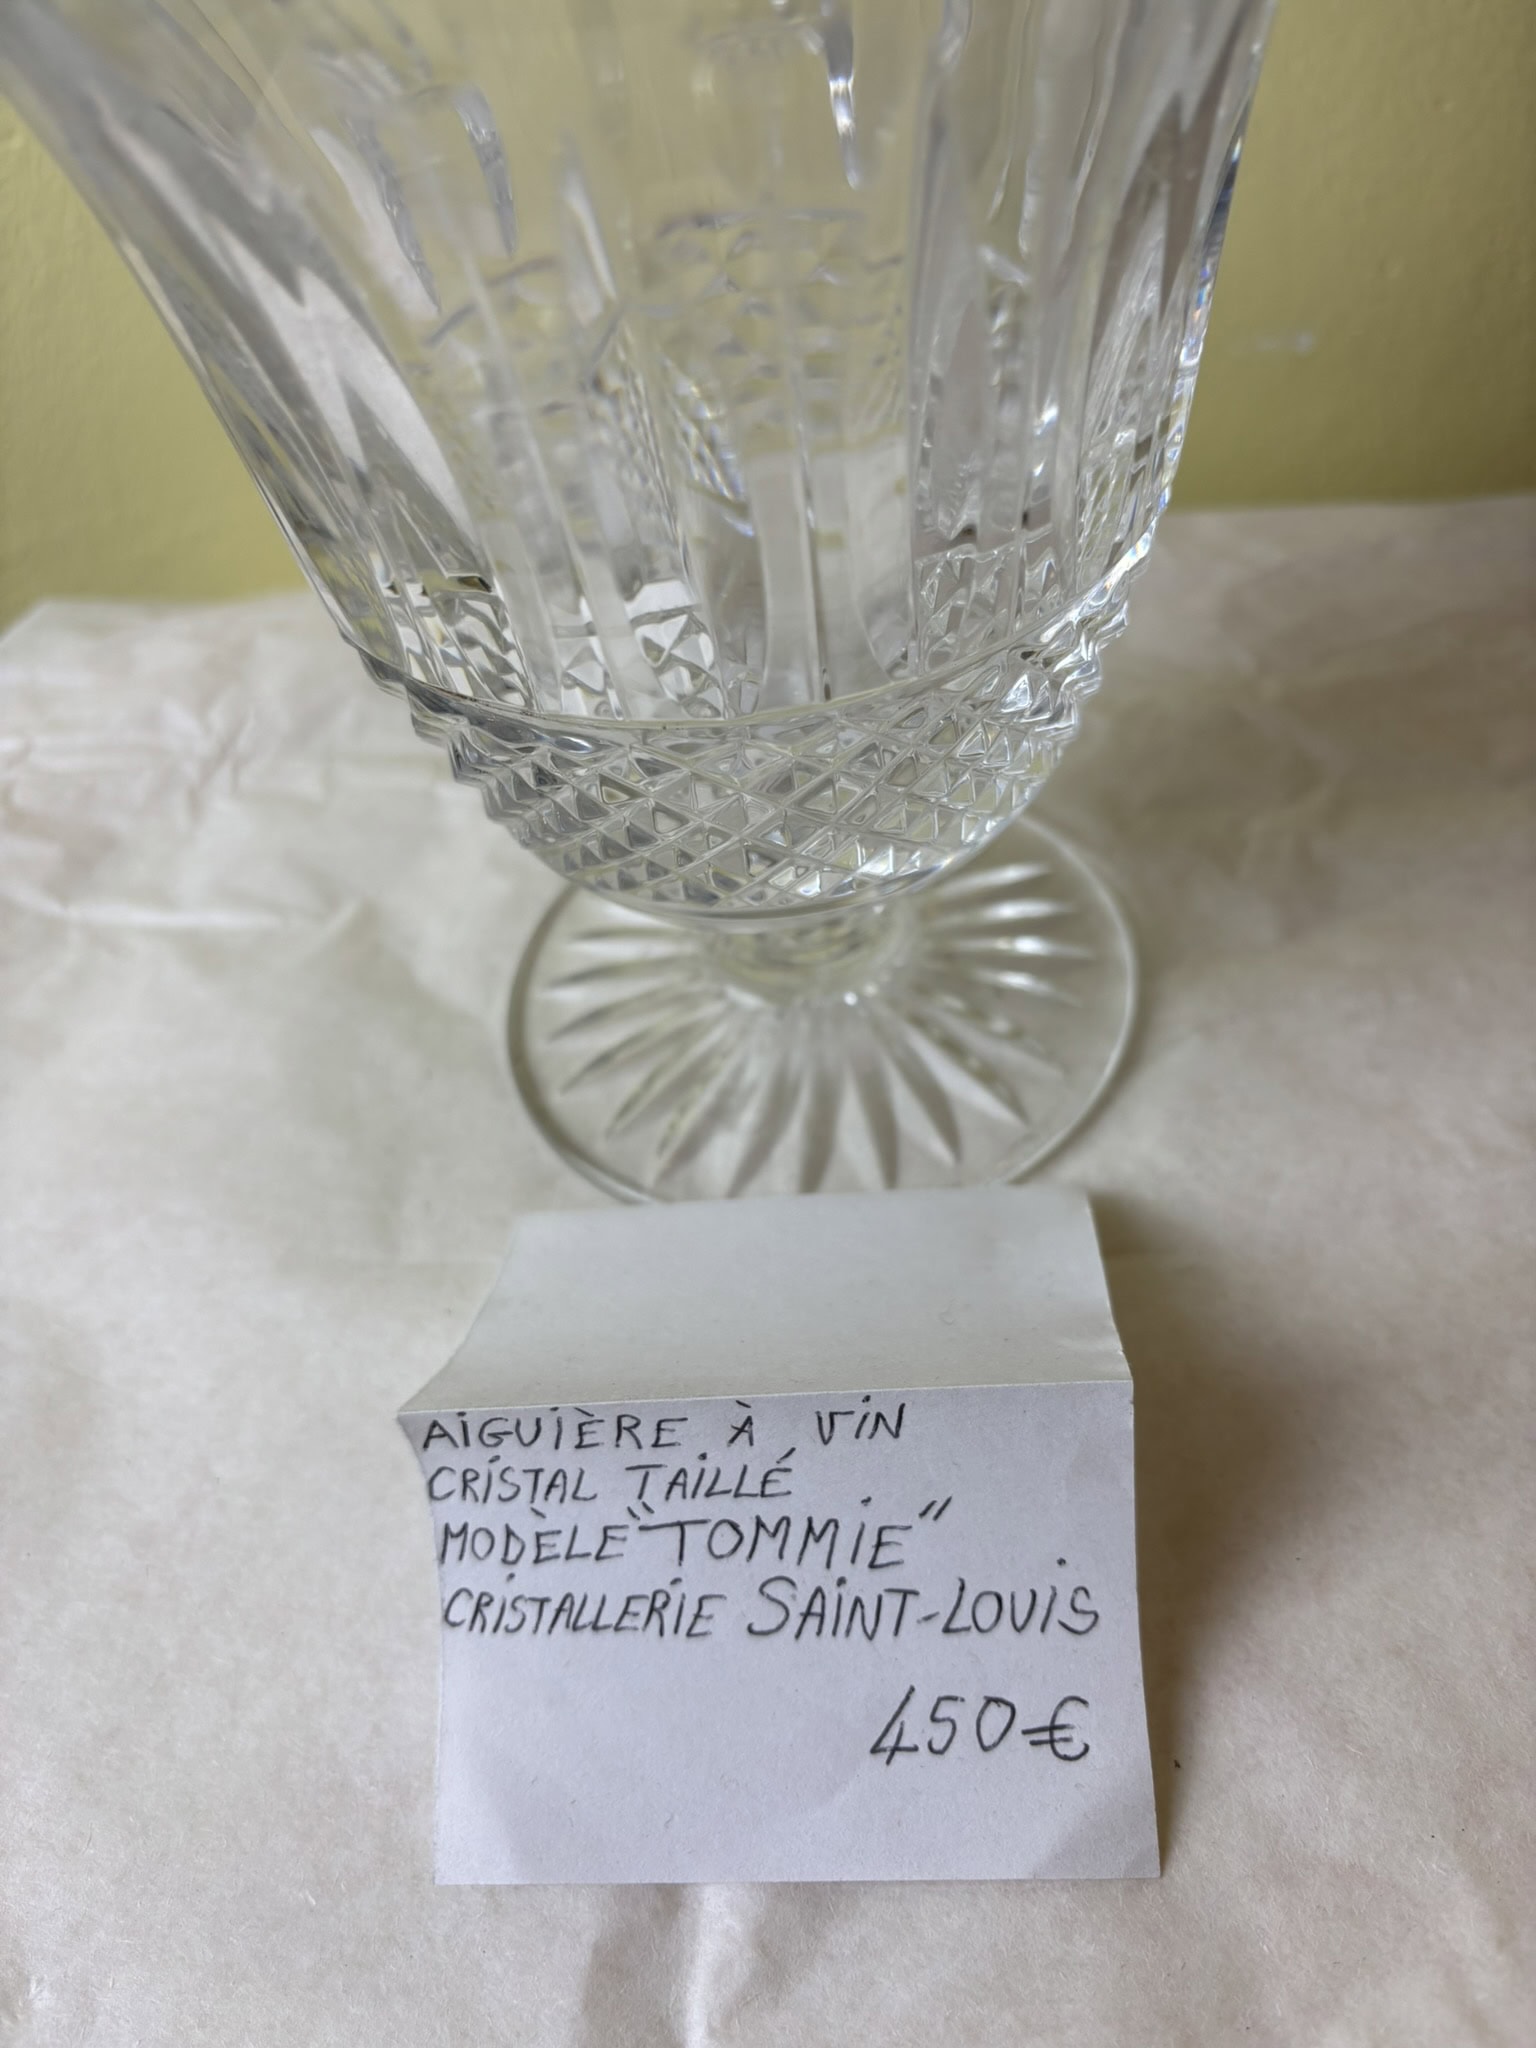 AIGUIÈRE À VIN
CRISTAL TAILLÉ
MODÈLE "TOMMIE"
CRISTALLERIE SAINT-LOUIS
450€